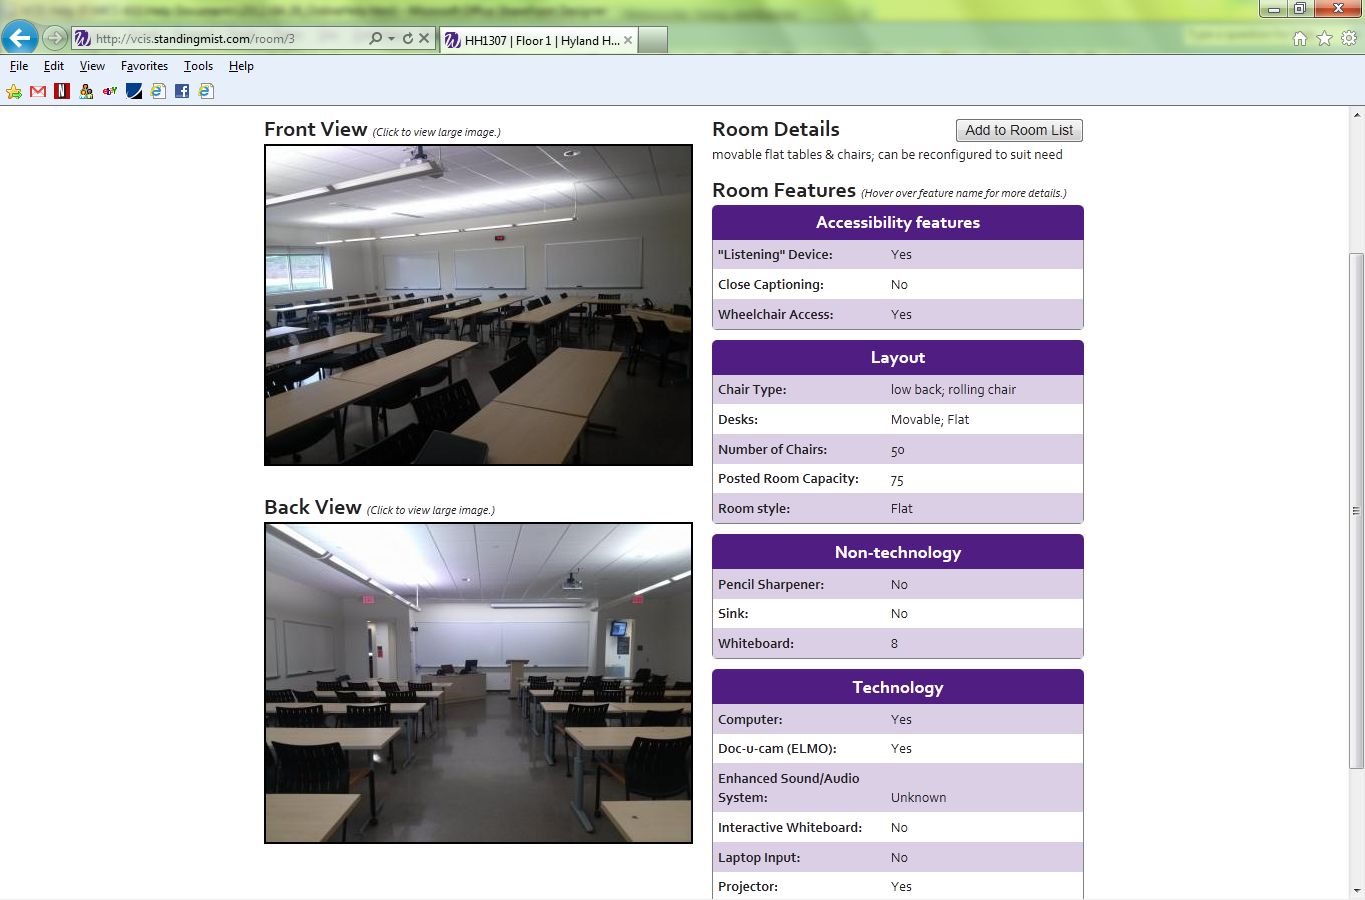 http://vcis.standingmist.com/room/3
HH1307 | Floor 1 | Hyland H...
File Edit View Favorites Tools Help
Front View (Click to view large image.)
Back View (Click to view large image.)
Room Details
Add to Room List
movable flat tables & chairs; can be reconfigured to suit need
Room Features (Hover over feature name for more details.)
Accessibility features
"Listening" Device: Yes
Close Captioning: No
Wheelchair Access: Yes
Layout
Chair Type: low back; rolling chair
Desks: Movable; Flat
Number of Chairs: 50
Posted Room Capacity: 75
Room style: Flat
Non-technology
Pencil Sharpener: No
Sink: No
Whiteboard: 8
Technology
Computer: Yes
Doc-u-cam (ELMO): Yes
Enhanced Sound/Audio
System: Unknown
Interactive Whiteboard: No
Laptop Input: No
Projector: Yes